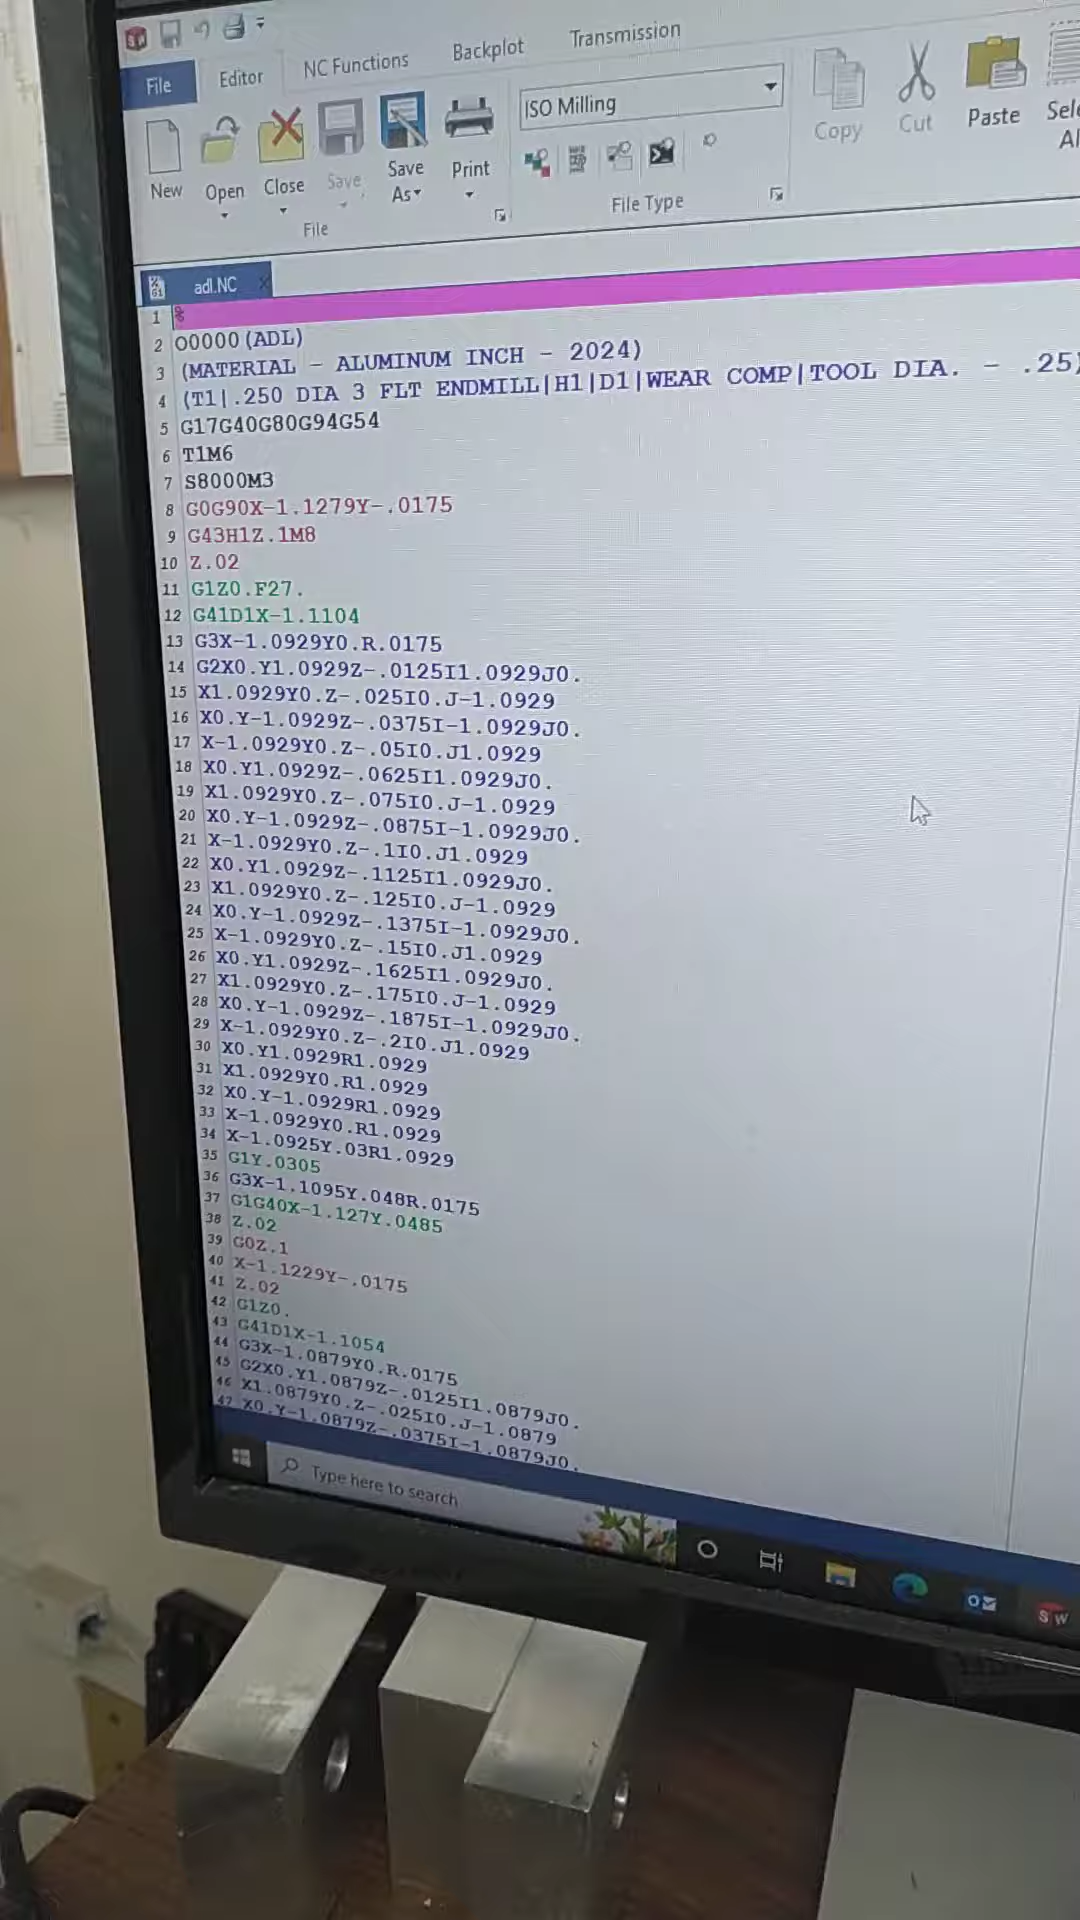 File
Editor
NC Functions
Backplot
Transmission
New
Open
Close
Save
Save
As
Print
ISO Milling
Copy
Cut
Paste
File
File Type
adl.NC
1 %
2 O0000(ADL)
3 (MATERIAL - ALUMINUM INCH - 2024)
4 (T1|.250 DIA 3 FLT ENDMILL|H1|D1|WEAR COMP|TOOL DIA. - .25)
5 G17G40G80G94G54
6 T1M6
7 S8000M3
8 G0G90X-1.1279Y-.0175
9 G43H1Z.1M8
10 Z.02
11 G1Z0.F27.
12 G41D1X-1.1104
13 G3X-1.0929Y0.R.0175
14 G2X0.Y1.0929Z-.0125I1.0929J0.
15 X1.0929Y0.Z-.025I0.J-1.0929
16 X0.Y-1.0929Z-.0375I-1.0929J0.
17 X-1.0929Y0.Z-.05I0.J1.0929
18 X0.Y1.0929Z-.0625I1.0929J0.
19 X1.0929Y0.Z-.075I0.J-1.0929
20 X0.Y-1.0929Z-.0875I-1.0929J0.
21 X-1.0929Y0.Z-.1I0.J1.0929
22 X0.Y1.0929Z-.1125I1.0929J0.
23 X1.0929Y0.Z-.125I0.J-1.0929
24 X0.Y-1.0929Z-.1375I-1.0929J0.
25 X-1.0929Y0.Z-.15I0.J1.0929
26 X0.Y1.0929Z-.1625I1.0929J0.
27 X1.0929Y0.Z-.175I0.J-1.0929
28 X0.Y-1.0929Z-.1875I-1.0929J0.
29 X-1.0929Y0.Z-.2I0.J1.0929
30 X0.Y1.0929R1.0929
31 X1.0929Y0.R1.0929
32 X0.Y-1.0929R1.0929
33 X-1.0929Y0.R1.0929
34 X-1.0925Y.03R1.0929
35 G1Y.0305
36 G3X-1.1095Y.048R.0175
37 G1G40X-1.127Y.0485
38 Z.02
39 G0Z.1
40 X-1.1229Y-.0175
41 Z.02
42 G1Z0.
43 G41D1X-1.1054
44 G3X-1.0879Y0.R.0175
45 G2X0.Y1.0879Z-.0125I1.0879J0.
46 X1.0879Y0.Z-.025I0.J-1.0879
47 X0.Y-1.0879Z-.0375I-1.0879J0.
Type here to search